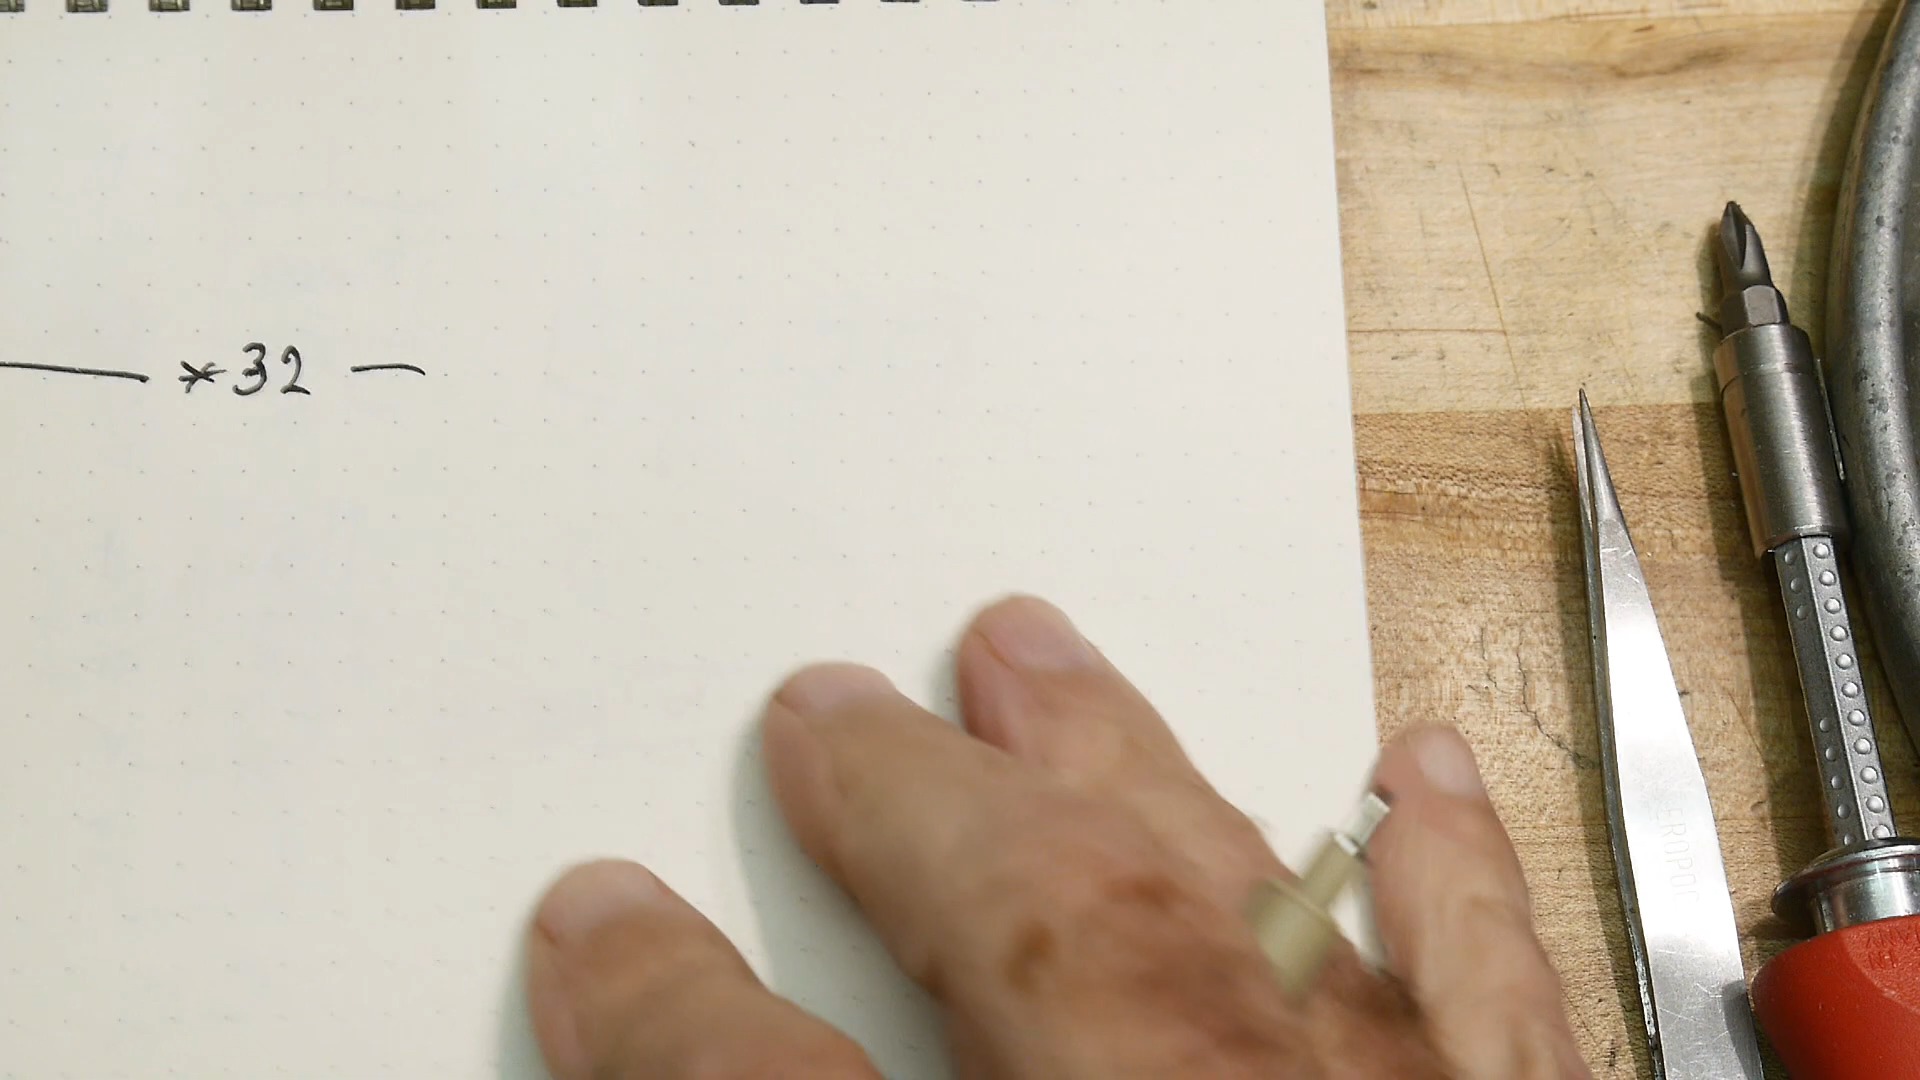 — *32 —